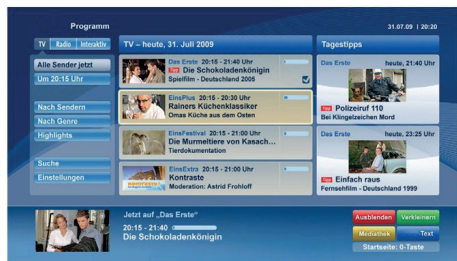 Programm
31.07.09 | 20:20
TV Radio Interaktiv
Alle Sender jetzt
Um 20:15 Uhr
Nach Sendern
Nach Genre
Highlights
Suche
Einstellungen
TV – heute, 31. Juli 2009
Das Erste 20:15 - 21:40 Uhr
Tipp Die Schokoladenkönigin
Spielfilm - Deutschland 2005
EinsPlus 20:15 - 20:30 Uhr
Rainers Küchenklassiker
Omas Küche aus dem Osten
EinsFestival 20:15 - 21:00 Uhr
Die Murmeltiere von Kasach...
Tierdokumentation
EinsExtra 20:15 - 21:00 Uhr
Kontraste
Moderation: Astrid Frohloff
Tagestipps
Das Erste heute, 21:40 Uhr
Tipp Polizeiruf 110
Bei Klingelzeichen Mord
Das Erste heute, 23:25 Uhr
Tipp Einfach raus
Fernsehfilm - Deutschland 1999
Jetzt auf „Das Erste“
20:15 - 21:40
Die Schokoladenkönigin
Ausblenden Verkleinern
Mediathek Text
Startseite: 0-Taste